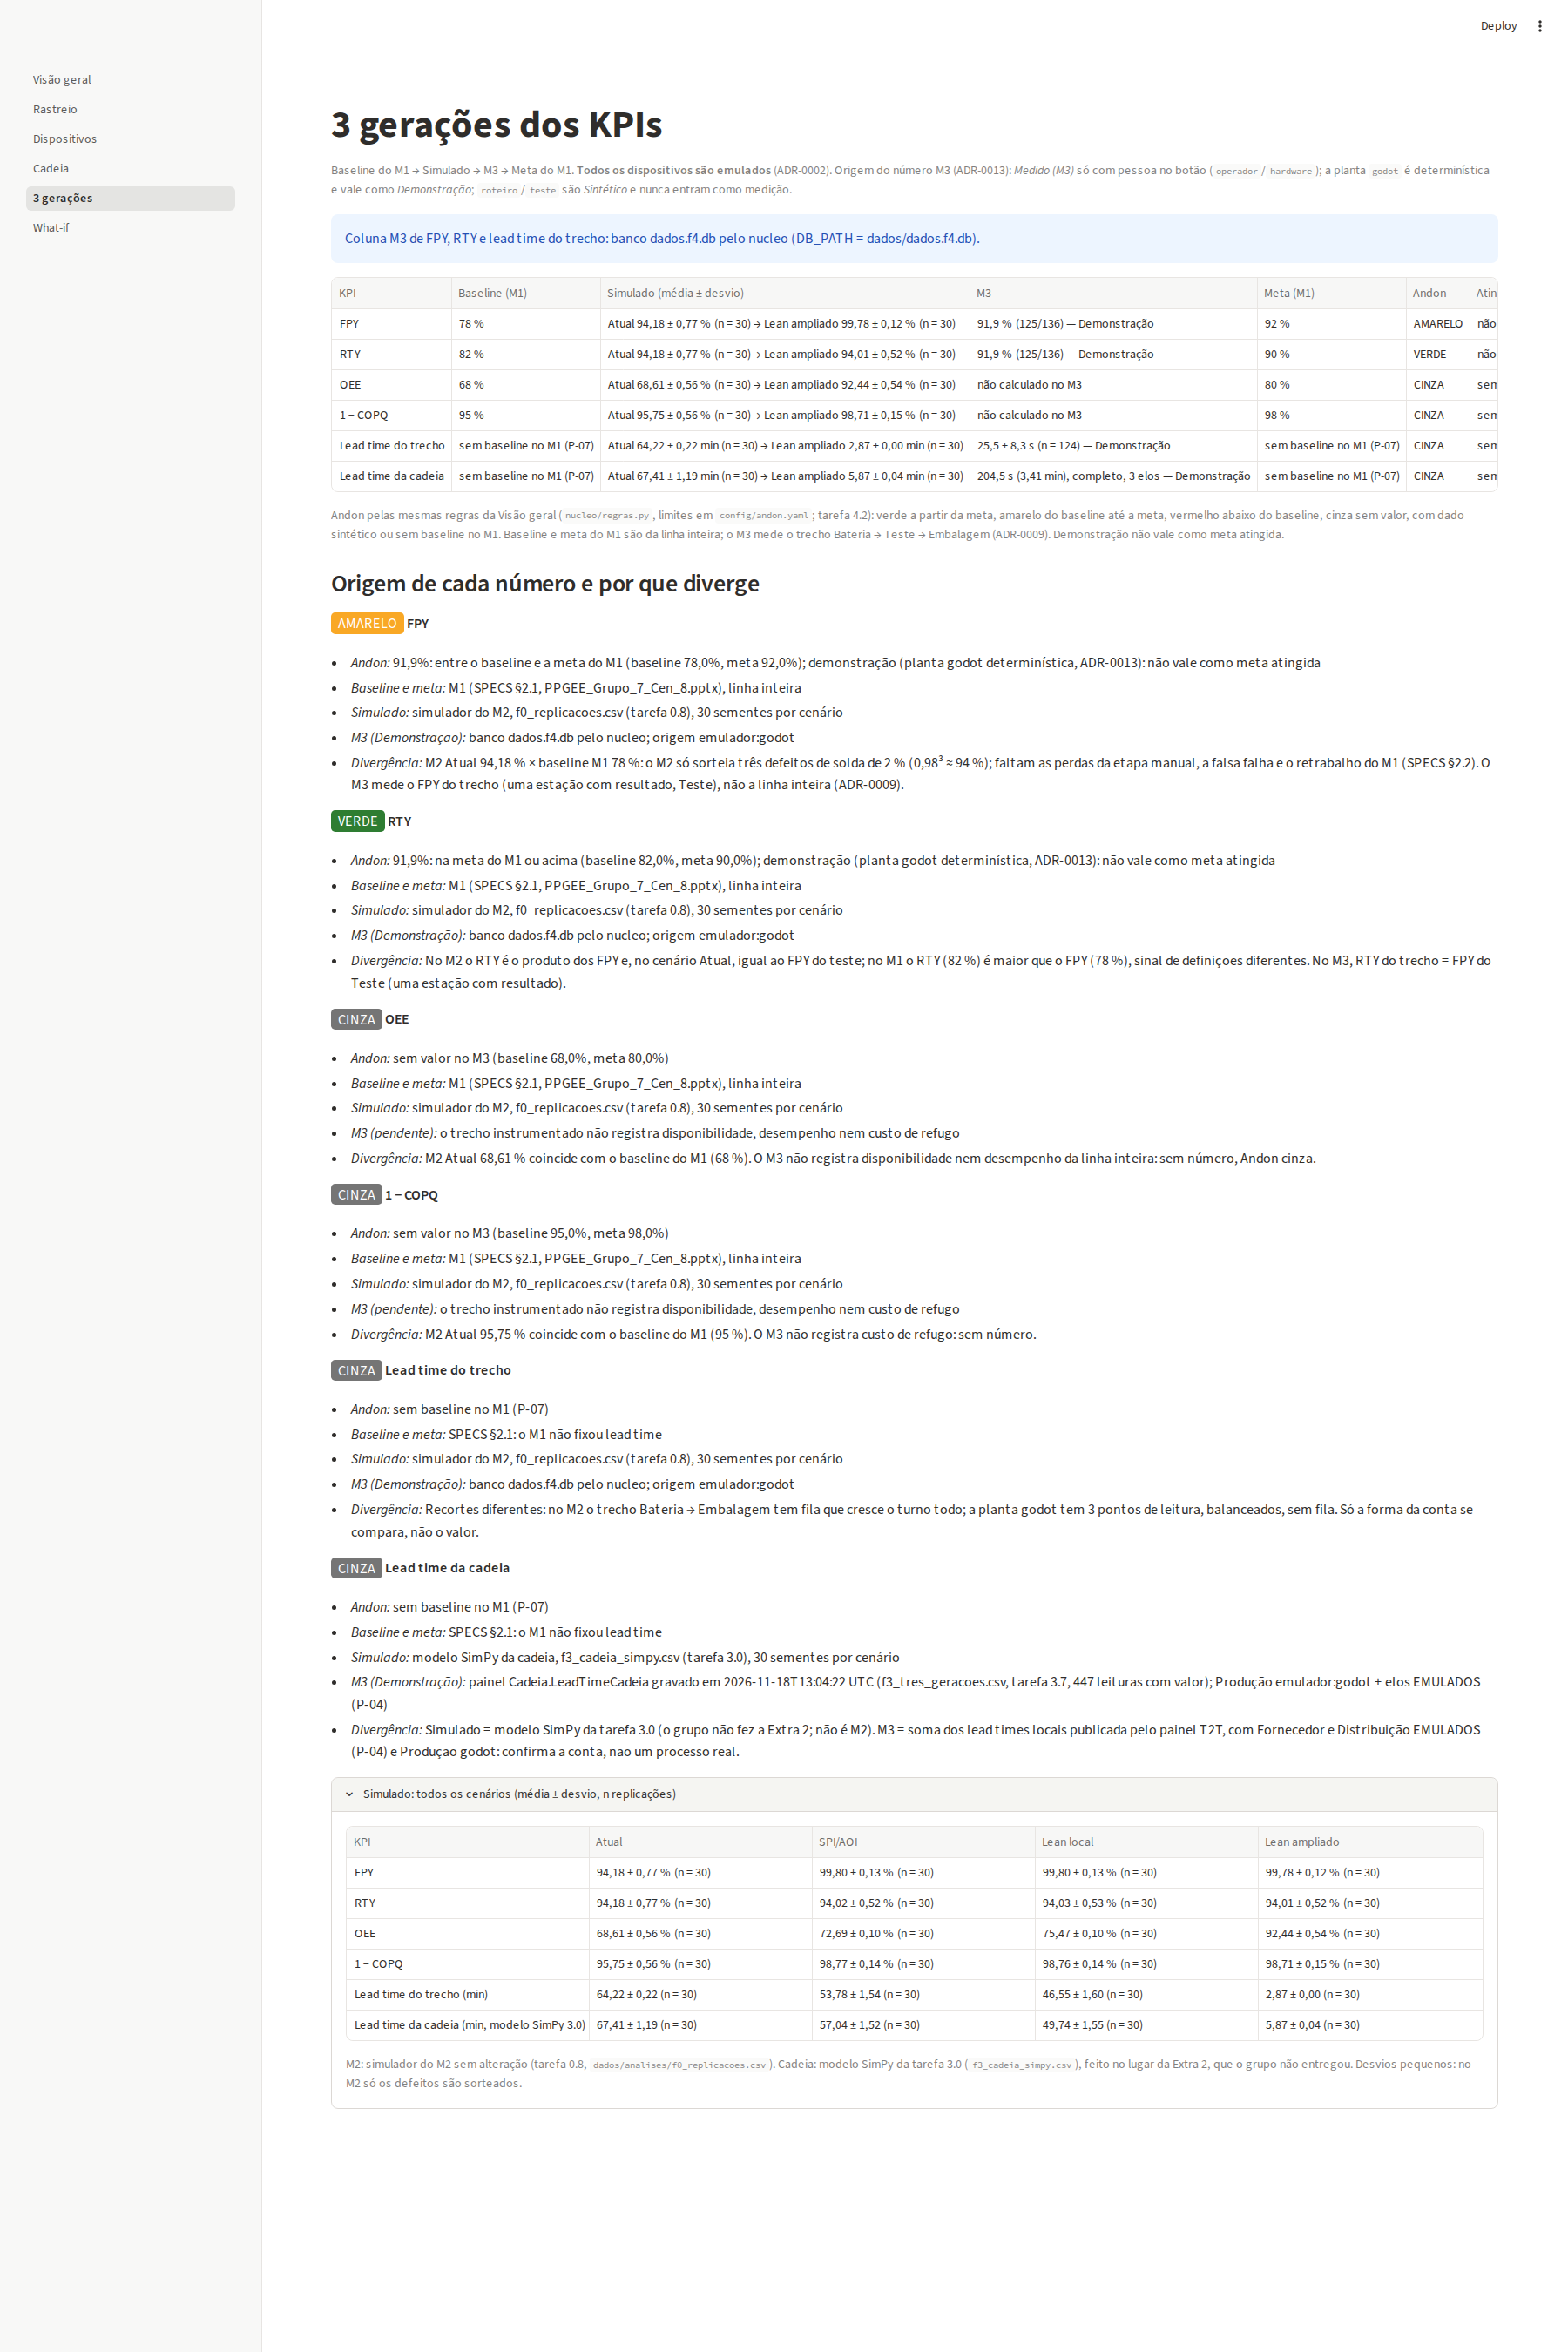 Deploy
Visão geral
Rastreio
Dispositivos
Cadeia
3 gerações
What-if
3 gerações dos KPIs
Baseline do M1 → Simulado → M3 → Meta do M1. Todos os dispositivos são emulados (ADR-0002). Origem do número M3 (ADR-0013): Medido (M3) só com pessoa no botão ( operador / hardware ); a planta godot é determinística
e vale como Demonstração; roteiro / teste são Sintético e nunca entram como medição.
Coluna M3 de FPY, RTY e lead time do trecho: banco dados.f4.db pelo nucleo (DB_PATH = dados/dados.f4.db).
KPI Baseline (M1) Simulado (média ± desvio) M3 Meta (M1) Andon Atin
FPY 78 % Atual 94,18 ± 0,77 % (n = 30) → Lean ampliado 99,78 ± 0,12 % (n = 30) 91,9 % (125/136) — Demonstração 92 % AMARELO não
RTY 82 % Atual 94,18 ± 0,77 % (n = 30) → Lean ampliado 94,01 ± 0,52 % (n = 30) 91,9 % (125/136) — Demonstração 90 % VERDE não
OEE 68 % Atual 68,61 ± 0,56 % (n = 30) → Lean ampliado 92,44 ± 0,54 % (n = 30) não calculado no M3 80 % CINZA sem
1 − COPQ 95 % Atual 95,75 ± 0,56 % (n = 30) → Lean ampliado 98,71 ± 0,15 % (n = 30) não calculado no M3 98 % CINZA sem
Lead time do trecho sem baseline no M1 (P-07) Atual 64,22 ± 0,22 min (n = 30) → Lean ampliado 2,87 ± 0,00 min (n = 30) 25,5 ± 8,3 s (n = 124) — Demonstração sem baseline no M1 (P-07) CINZA sem
Lead time da cadeia sem baseline no M1 (P-07) Atual 67,41 ± 1,19 min (n = 30) → Lean ampliado 5,87 ± 0,04 min (n = 30) 204,5 s (3,41 min), completo, 3 elos — Demonstração sem baseline no M1 (P-07) CINZA sem
Andon pelas mesmas regras da Visão geral ( nucleo/regras.py , limites em config/andon.yaml ; tarefa 4.2): verde a partir da meta, amarelo do baseline até a meta, vermelho abaixo do baseline, cinza sem valor, com dado
sintético ou sem baseline no M1. Baseline e meta do M1 são da linha inteira; o M3 mede o trecho Bateria → Teste → Embalagem (ADR-0009). Demonstração não vale como meta atingida.
Origem de cada número e por que diverge
AMARELO FPY
• Andon: 91,9%: entre o baseline e a meta do M1 (baseline 78,0%, meta 92,0%); demonstração (planta godot determinística, ADR-0013): não vale como meta atingida
• Baseline e meta: M1 (SPECS §2.1, PPGEE_Grupo_7_Cen_8.pptx), linha inteira
• Simulado: simulador do M2, f0_replicacoes.csv (tarefa 0.8), 30 sementes por cenário
• M3 (Demonstração): banco dados.f4.db pelo nucleo; origem emulador:godot
• Divergência: M2 Atual 94,18 % × baseline M1 78 %: o M2 só sorteia três defeitos de solda de 2 % (0,98³ ≈ 94 %); faltam as perdas da etapa manual, a falsa falha e o retrabalho do M1 (SPECS §2.2). O
M3 mede o FPY do trecho (uma estação com resultado, Teste), não a linha inteira (ADR-0009).
VERDE RTY
• Andon: 91,9%: na meta do M1 ou acima (baseline 82,0%, meta 90,0%); demonstração (planta godot determinística, ADR-0013): não vale como meta atingida
• Baseline e meta: M1 (SPECS §2.1, PPGEE_Grupo_7_Cen_8.pptx), linha inteira
• Simulado: simulador do M2, f0_replicacoes.csv (tarefa 0.8), 30 sementes por cenário
• M3 (Demonstração): banco dados.f4.db pelo nucleo; origem emulador:godot
• Divergência: No M2 o RTY é o produto dos FPY e, no cenário Atual, igual ao FPY do teste; no M1 o RTY (82 %) é maior que o FPY (78 %), sinal de definições diferentes. No M3, RTY do trecho = FPY do
Teste (uma estação com resultado).
CINZA OEE
• Andon: sem valor no M3 (baseline 68,0%, meta 80,0%)
• Baseline e meta: M1 (SPECS §2.1, PPGEE_Grupo_7_Cen_8.pptx), linha inteira
• Simulado: simulador do M2, f0_replicacoes.csv (tarefa 0.8), 30 sementes por cenário
• M3 (pendente): o trecho instrumentado não registra disponibilidade, desempenho nem custo de refugo
• Divergência: M2 Atual 68,61 % coincide com o baseline do M1 (68 %). O M3 não registra disponibilidade nem desempenho da linha inteira: sem número, Andon cinza.
CINZA 1 − COPQ
• Andon: sem valor no M3 (baseline 95,0%, meta 98,0%)
• Baseline e meta: M1 (SPECS §2.1, PPGEE_Grupo_7_Cen_8.pptx), linha inteira
• Simulado: simulador do M2, f0_replicacoes.csv (tarefa 0.8), 30 sementes por cenário
• M3 (pendente): o trecho instrumentado não registra disponibilidade, desempenho nem custo de refugo
• Divergência: M2 Atual 95,75 % coincide com o baseline do M1 (95 %). O M3 não registra custo de refugo: sem número.
CINZA Lead time do trecho
• Andon: sem baseline no M1 (P-07)
• Baseline e meta: SPECS §2.1: o M1 não fixou lead time
• Simulado: simulador do M2, f0_replicacoes.csv (tarefa 0.8), 30 sementes por cenário
• M3 (Demonstração): banco dados.f4.db pelo nucleo; origem emulador:godot
• Divergência: Recortes diferentes: no M2 o trecho Bateria → Embalagem tem fila que cresce o turno todo; a planta godot tem 3 pontos de leitura, balanceados, sem fila. Só a forma da conta se
compara, não o valor.
CINZA Lead time da cadeia
• Andon: sem baseline no M1 (P-07)
• Baseline e meta: SPECS §2.1: o M1 não fixou lead time
• Simulado: modelo SimPy da cadeia, f3_cadeia_simpy.csv (tarefa 3.0), 30 sementes por cenário
• M3 (Demonstração): painel Cadeia.LeadTimeCadeia gravado em 2026-11-18T13:04:22 UTC (f3_tres_geracoes.csv, tarefa 3.7, 447 leituras com valor); Produção emulador:godot + elos EMULADOS
(P-04)
• Divergência: Simulado = modelo SimPy da tarefa 3.0 (o grupo não fez a Extra 2; não é M2). M3 = soma dos lead times locais publicada pelo painel T2T, com Fornecedor e Distribuição EMULADOS
(P-04) e Produção godot: confirma a conta, não um processo real.
Simulado: todos os cenários (média ± desvio, n replicações)
KPI Atual SPI/AOI Lean local Lean ampliado
FPY 94,18 ± 0,77 % (n = 30) 99,80 ± 0,13 % (n = 30) 99,80 ± 0,13 % (n = 30) 99,78 ± 0,12 % (n = 30)
RTY 94,18 ± 0,77 % (n = 30) 94,02 ± 0,52 % (n = 30) 94,03 ± 0,53 % (n = 30) 94,01 ± 0,52 % (n = 30)
OEE 68,61 ± 0,56 % (n = 30) 72,69 ± 0,10 % (n = 30) 75,47 ± 0,10 % (n = 30) 92,44 ± 0,54 % (n = 30)
1 − COPQ 95,75 ± 0,56 % (n = 30) 98,77 ± 0,14 % (n = 30) 98,76 ± 0,14 % (n = 30) 98,71 ± 0,15 % (n = 30)
Lead time do trecho (min) 64,22 ± 0,22 (n = 30) 53,78 ± 1,54 (n = 30) 46,55 ± 1,60 (n = 30) 2,87 ± 0,00 (n = 30)
Lead time da cadeia (min, modelo SimPy 3.0) 67,41 ± 1,19 (n = 30) 57,04 ± 1,52 (n = 30) 49,74 ± 1,55 (n = 30) 5,87 ± 0,04 (n = 30)
M2: simulador do M2 sem alteração (tarefa 0.8, dados/analises/f0_replicacoes.csv ). Cadeia: modelo SimPy da tarefa 3.0 ( f3_cadeia_simpy.csv ), feito no lugar da Extra 2, que o grupo não entregou. Desvios pequenos: no
M2 só os defeitos são sorteados.